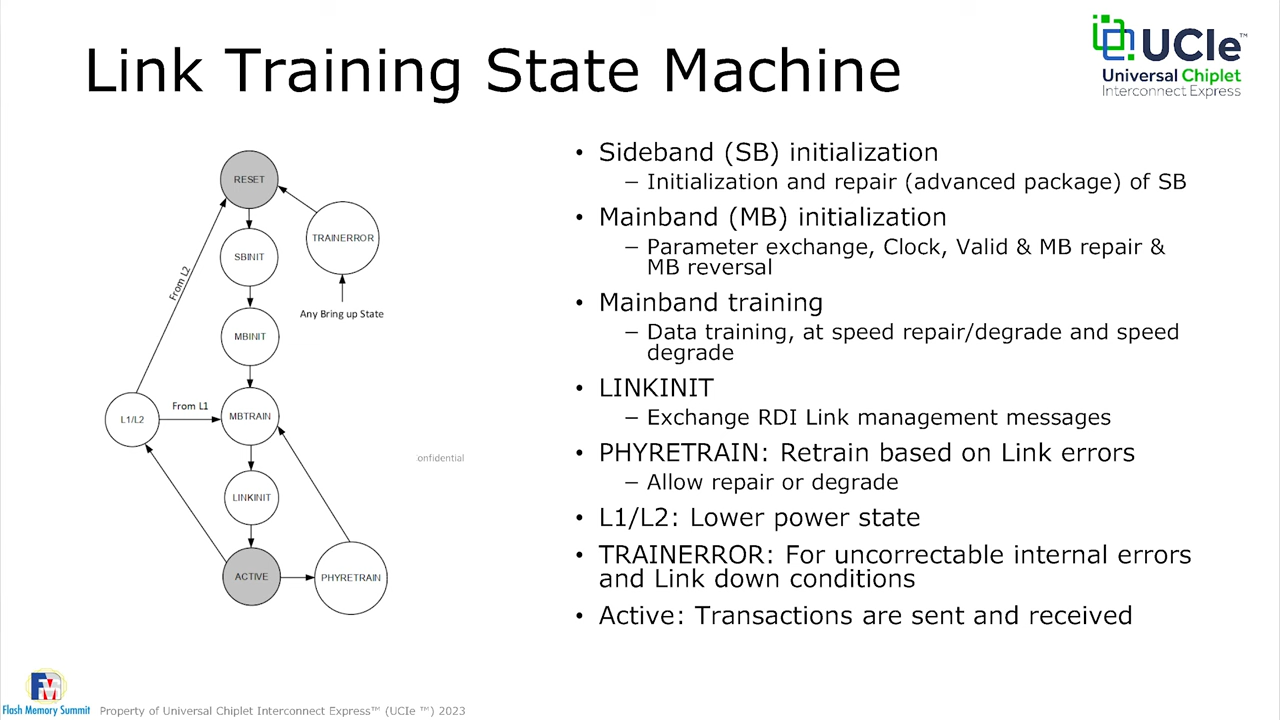 Link Training State Machine
UCIe™
Universal Chiplet
Interconnect Express
RESET
TRAINERROR
SBINIT
From L2
Any Bring up State
MBINIT
From L1
L1/L2
MBTRAIN
LINKINIT
ACTIVE
PHYRETRAIN
onfidential
• Sideband (SB) initialization
– Initialization and repair (advanced package) of SB
• Mainband (MB) initialization
– Parameter exchange, Clock, Valid & MB repair &
MB reversal
• Mainband training
– Data training, at speed repair/degrade and speed
degrade
• LINKINIT
– Exchange RDI Link management messages
• PHYRETRAIN: Retrain based on Link errors
– Allow repair or degrade
• L1/L2: Lower power state
• TRAINERROR: For uncorrectable internal errors
and Link down conditions
• Active: Transactions are sent and received
FMS
Flash Memory Summit
Property of Universal Chiplet Interconnect Express™ (UCIe ™) 2023